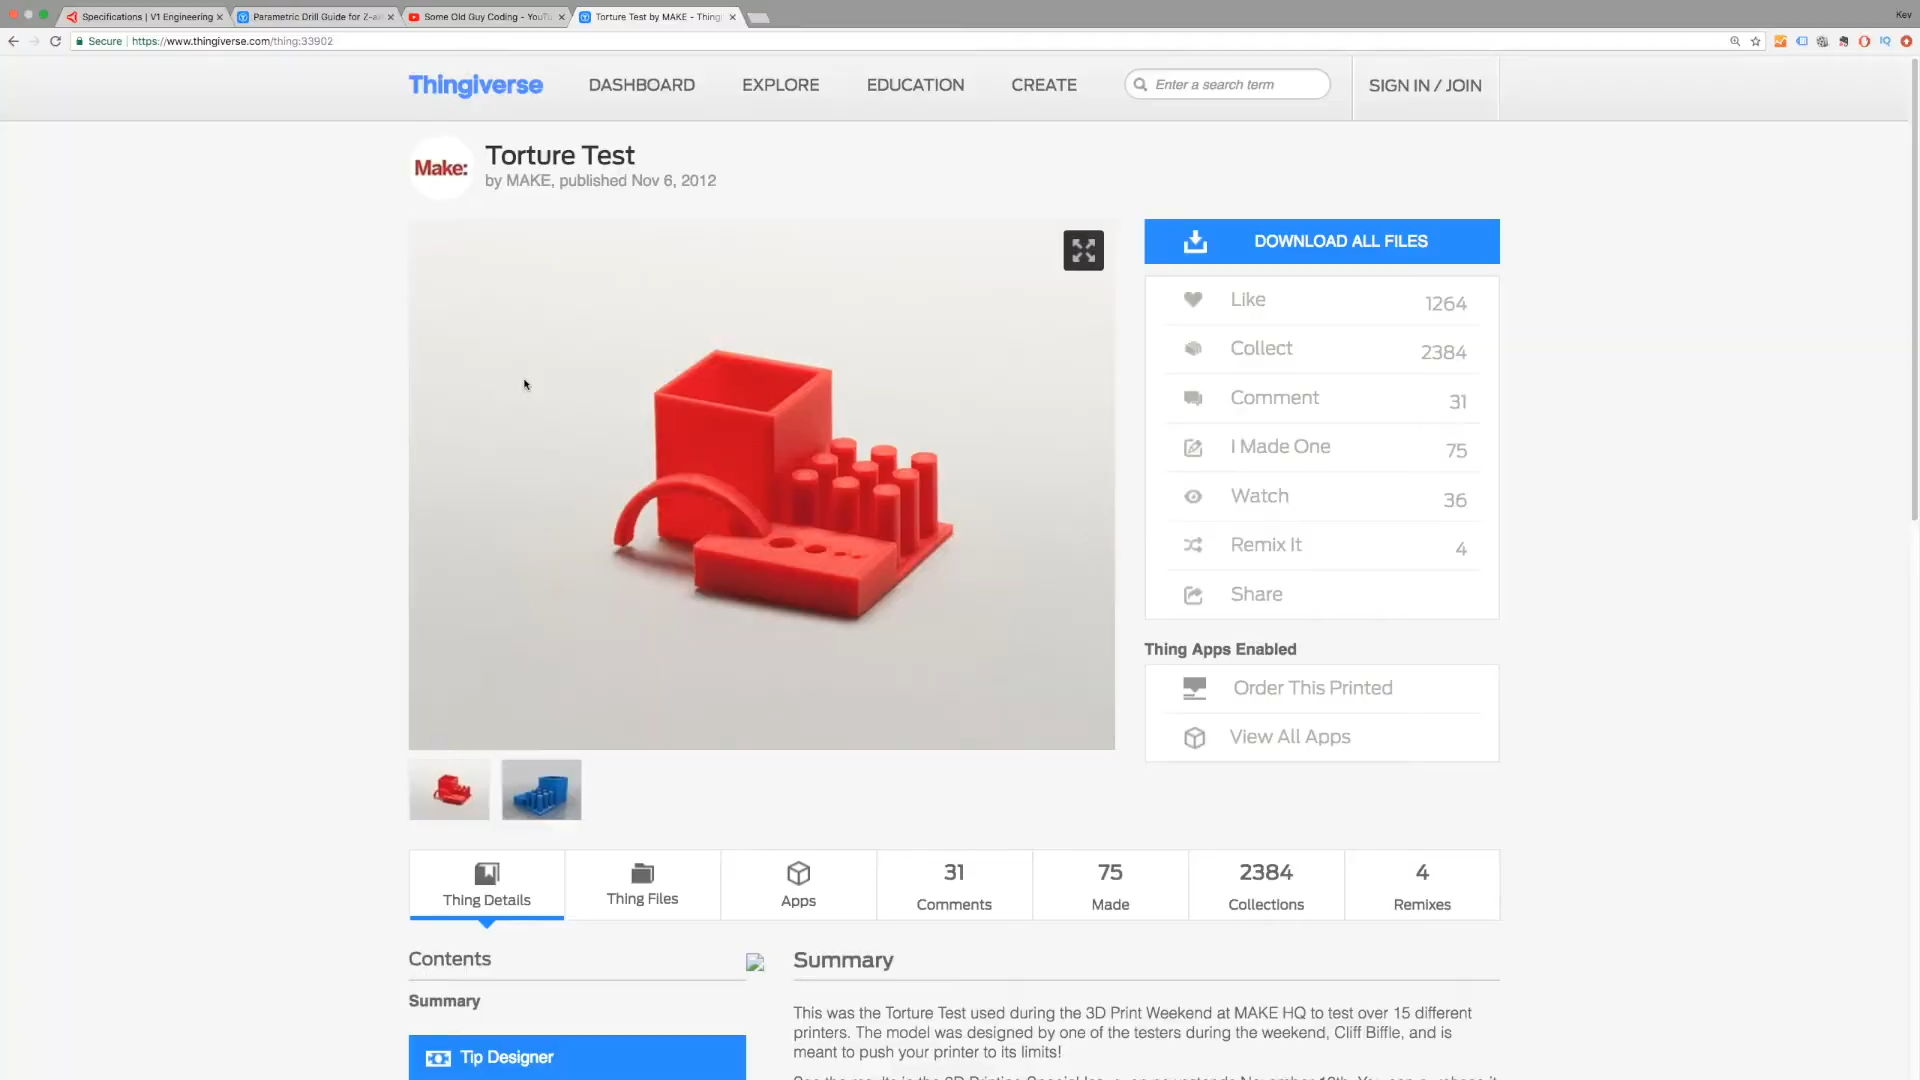 Specifications | V1 Engineering
Parametric Drill Guide for Z-a
Some Old Guy Coding - YouTu
Torture Test by MAKE - Thing
Kev
Secure
https://www.thingiverse.com/thing:33902
IQ
Thingiverse
DASHBOARD
EXPLORE
EDUCATION
CREATE
Enter a search term
SIGN IN / JOIN
Make:
Torture Test
by MAKE, published Nov 6, 2012
DOWNLOAD ALL FILES
Like 1264
Collect 2384
Comment 31
I Made One 75
Watch 36
Remix It 4
Share
Thing Apps Enabled
Order This Printed
View All Apps
Thing Details
Thing Files
Apps
31
Comments
75
Made
2384
Collections
4
Remixes
Contents
Summary
Tip Designer
Summary
This was the Torture Test used during the 3D Print Weekend at MAKE HQ to test over 15 different
printers. The model was designed by one of the testers during the weekend, Cliff Biffle, and is
meant to push your printer to its limits!